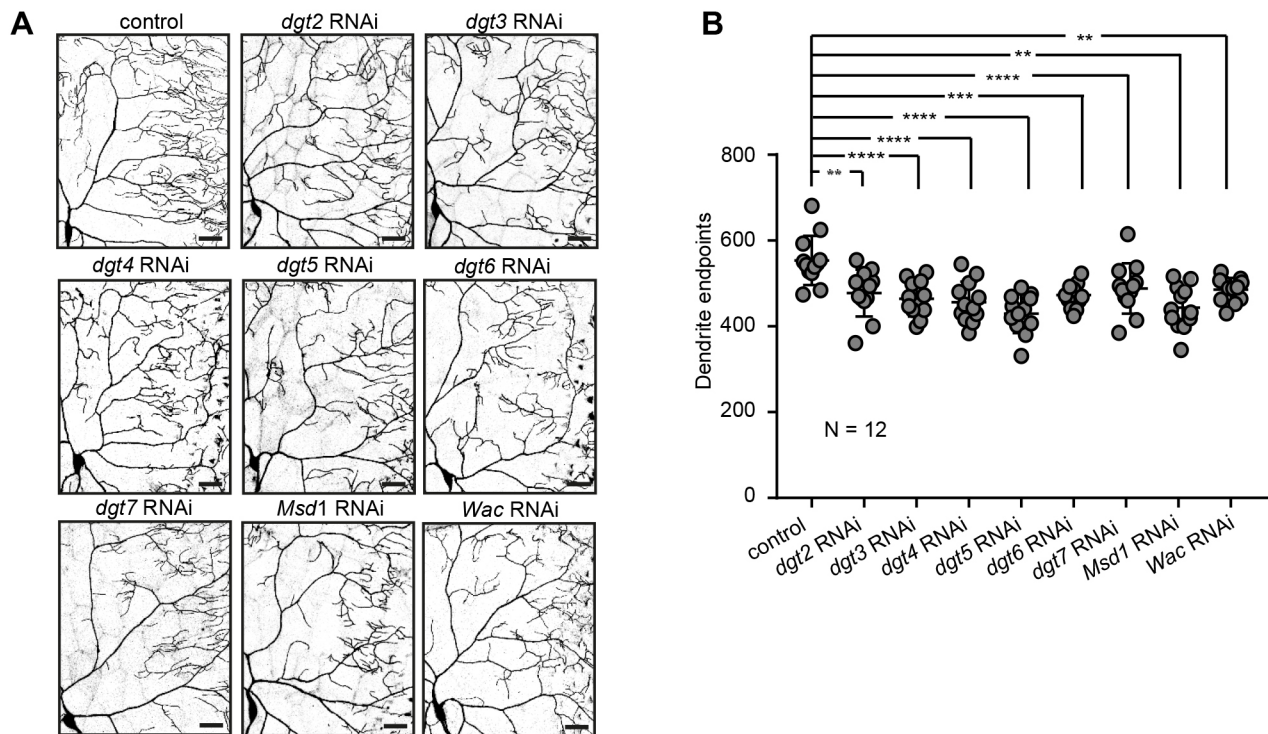 A
control
dgt2 RNAi
dgt3 RNAi
dgt4 RNAi
dgt5 RNAi
dgt6 RNAi
dgt7 RNAi
Msd1 RNAi
Wac RNAi
B
**
**
****
***
****
****
****
**
Dendrite endpoints
800
600
400
200
0
N = 12
control
dgt2 RNAi
dgt3 RNAi
dgt4 RNAi
dgt5 RNAi
dgt6 RNAi
dgt7 RNAi
Msd1 RNAi
Wac RNAi